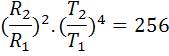 (R₂/R₁)².(T₂/T₁)⁴ = 256